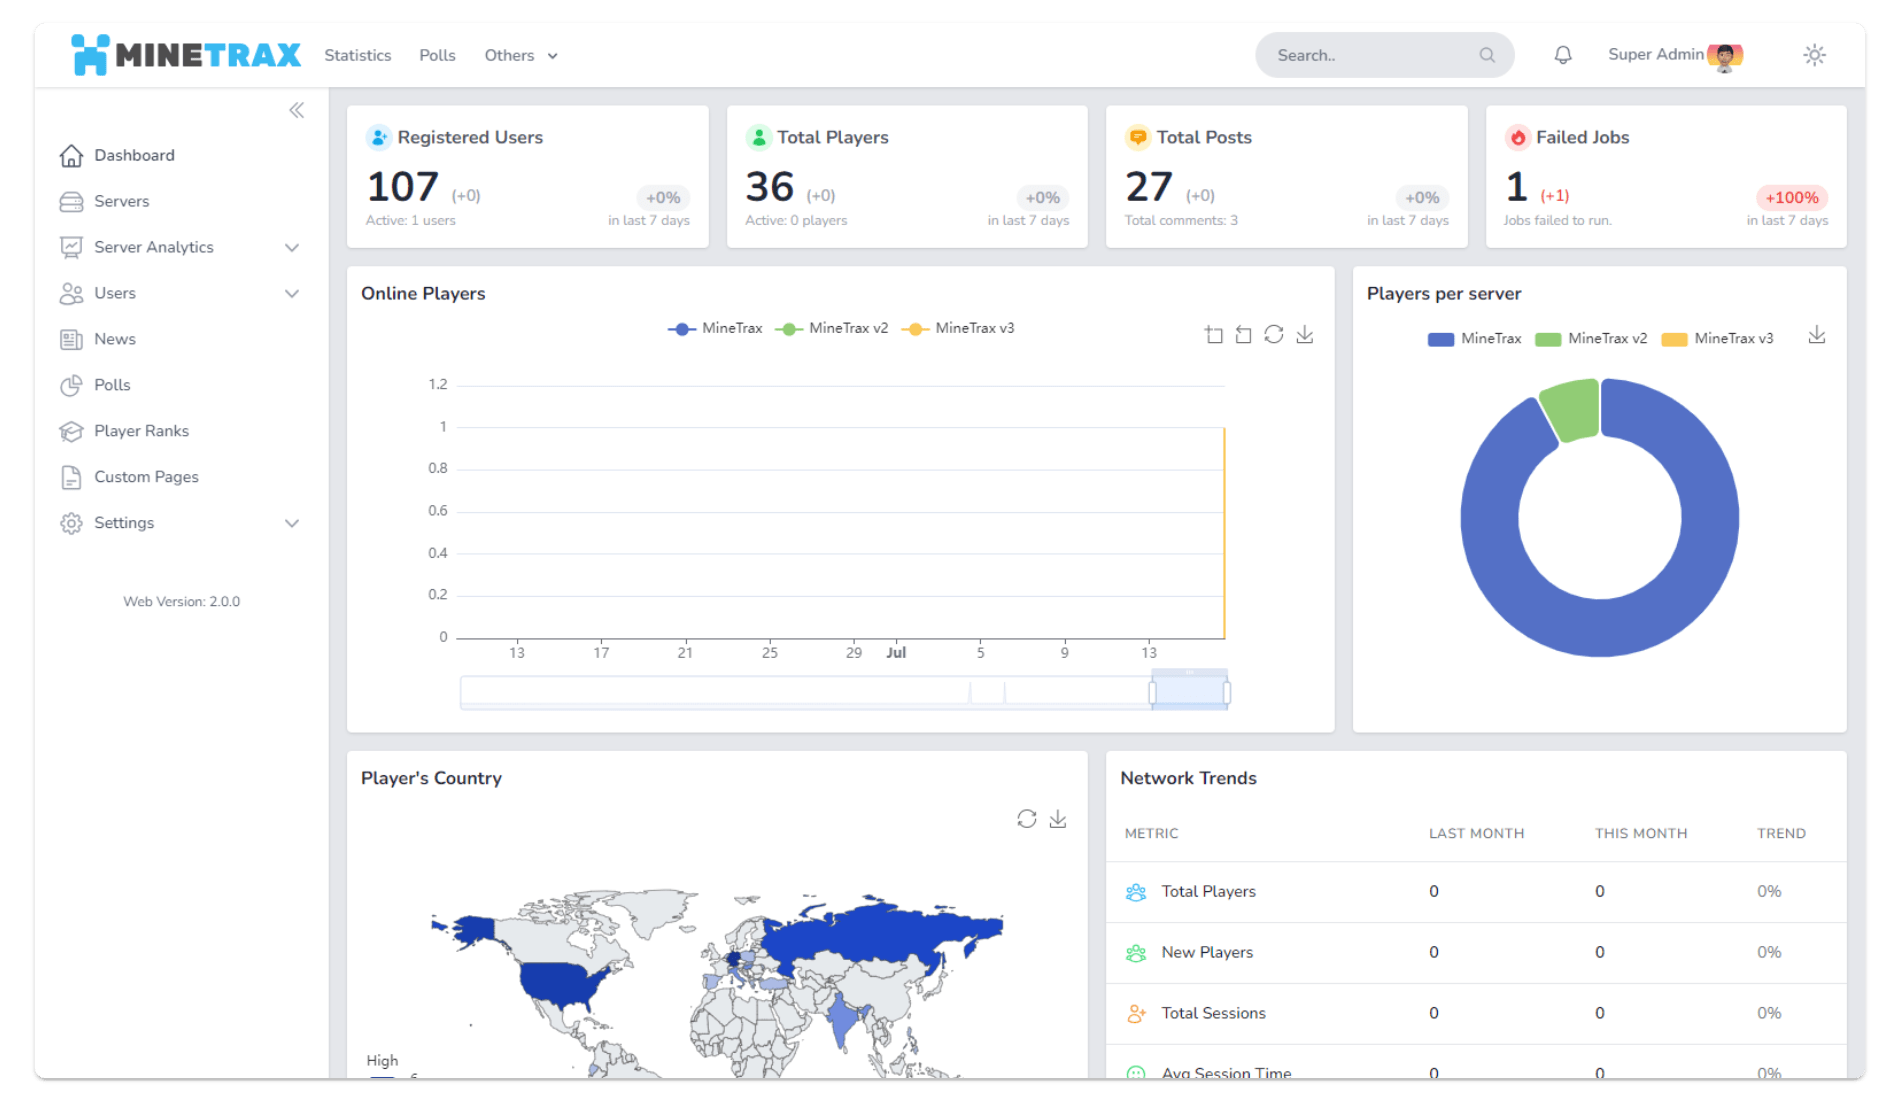 MINETRAX
Statistics Polls Others
Search..
Super Admin
Dashboard
Servers
Server Analytics
Users
News
Polls
Player Ranks
Custom Pages
Settings
Web Version: 2.0.0
Registered Users
107 (+0) +0%
Active: 1 users in last 7 days
Total Players
36 (+0) +0%
Active: 0 players in last 7 days
Total Posts
27 (+0) +0%
Total comments: 3 in last 7 days
Failed Jobs
1 (+1) +100%
Jobs failed to run. in last 7 days
Online Players
MineTrax MineTrax v2 MineTrax v3
1.2
1
0.8
0.6
0.4
0.2
0
13 17 21 25 29 Jul 5 9 13
Players per server
MineTrax MineTrax v2 MineTrax v3
Player's Country
High
Network Trends
METRIC LAST MONTH THIS MONTH TREND
Total Players 0 0 0%
New Players 0 0 0%
Total Sessions 0 0 0%
Avg Session Time 0 0 0%